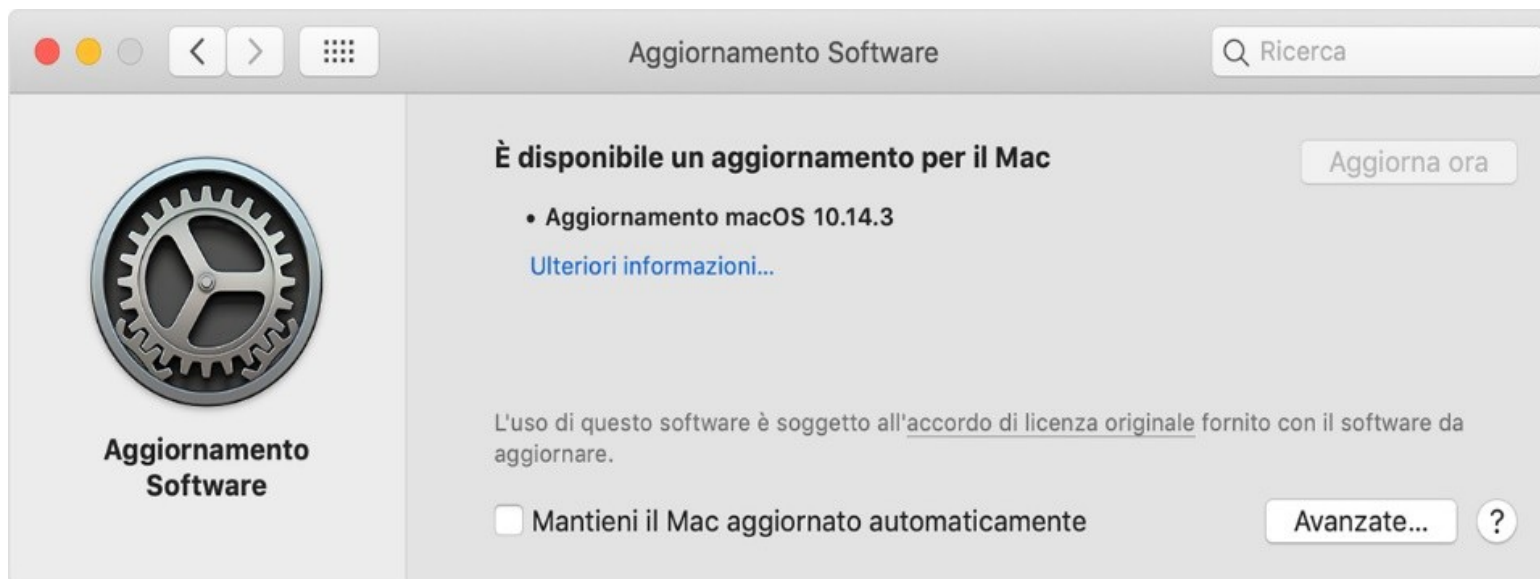 Aggiornamento Software
Ricerca
È disponibile un aggiornamento per il Mac
Aggiorna ora
• Aggiornamento macOS 10.14.3
Ulteriori informazioni...
Aggiornamento
Software
L'uso di questo software è soggetto all'accordo di licenza originale fornito con il software da
aggiornare.
Mantieni il Mac aggiornato automaticamente
Avanzate...
?